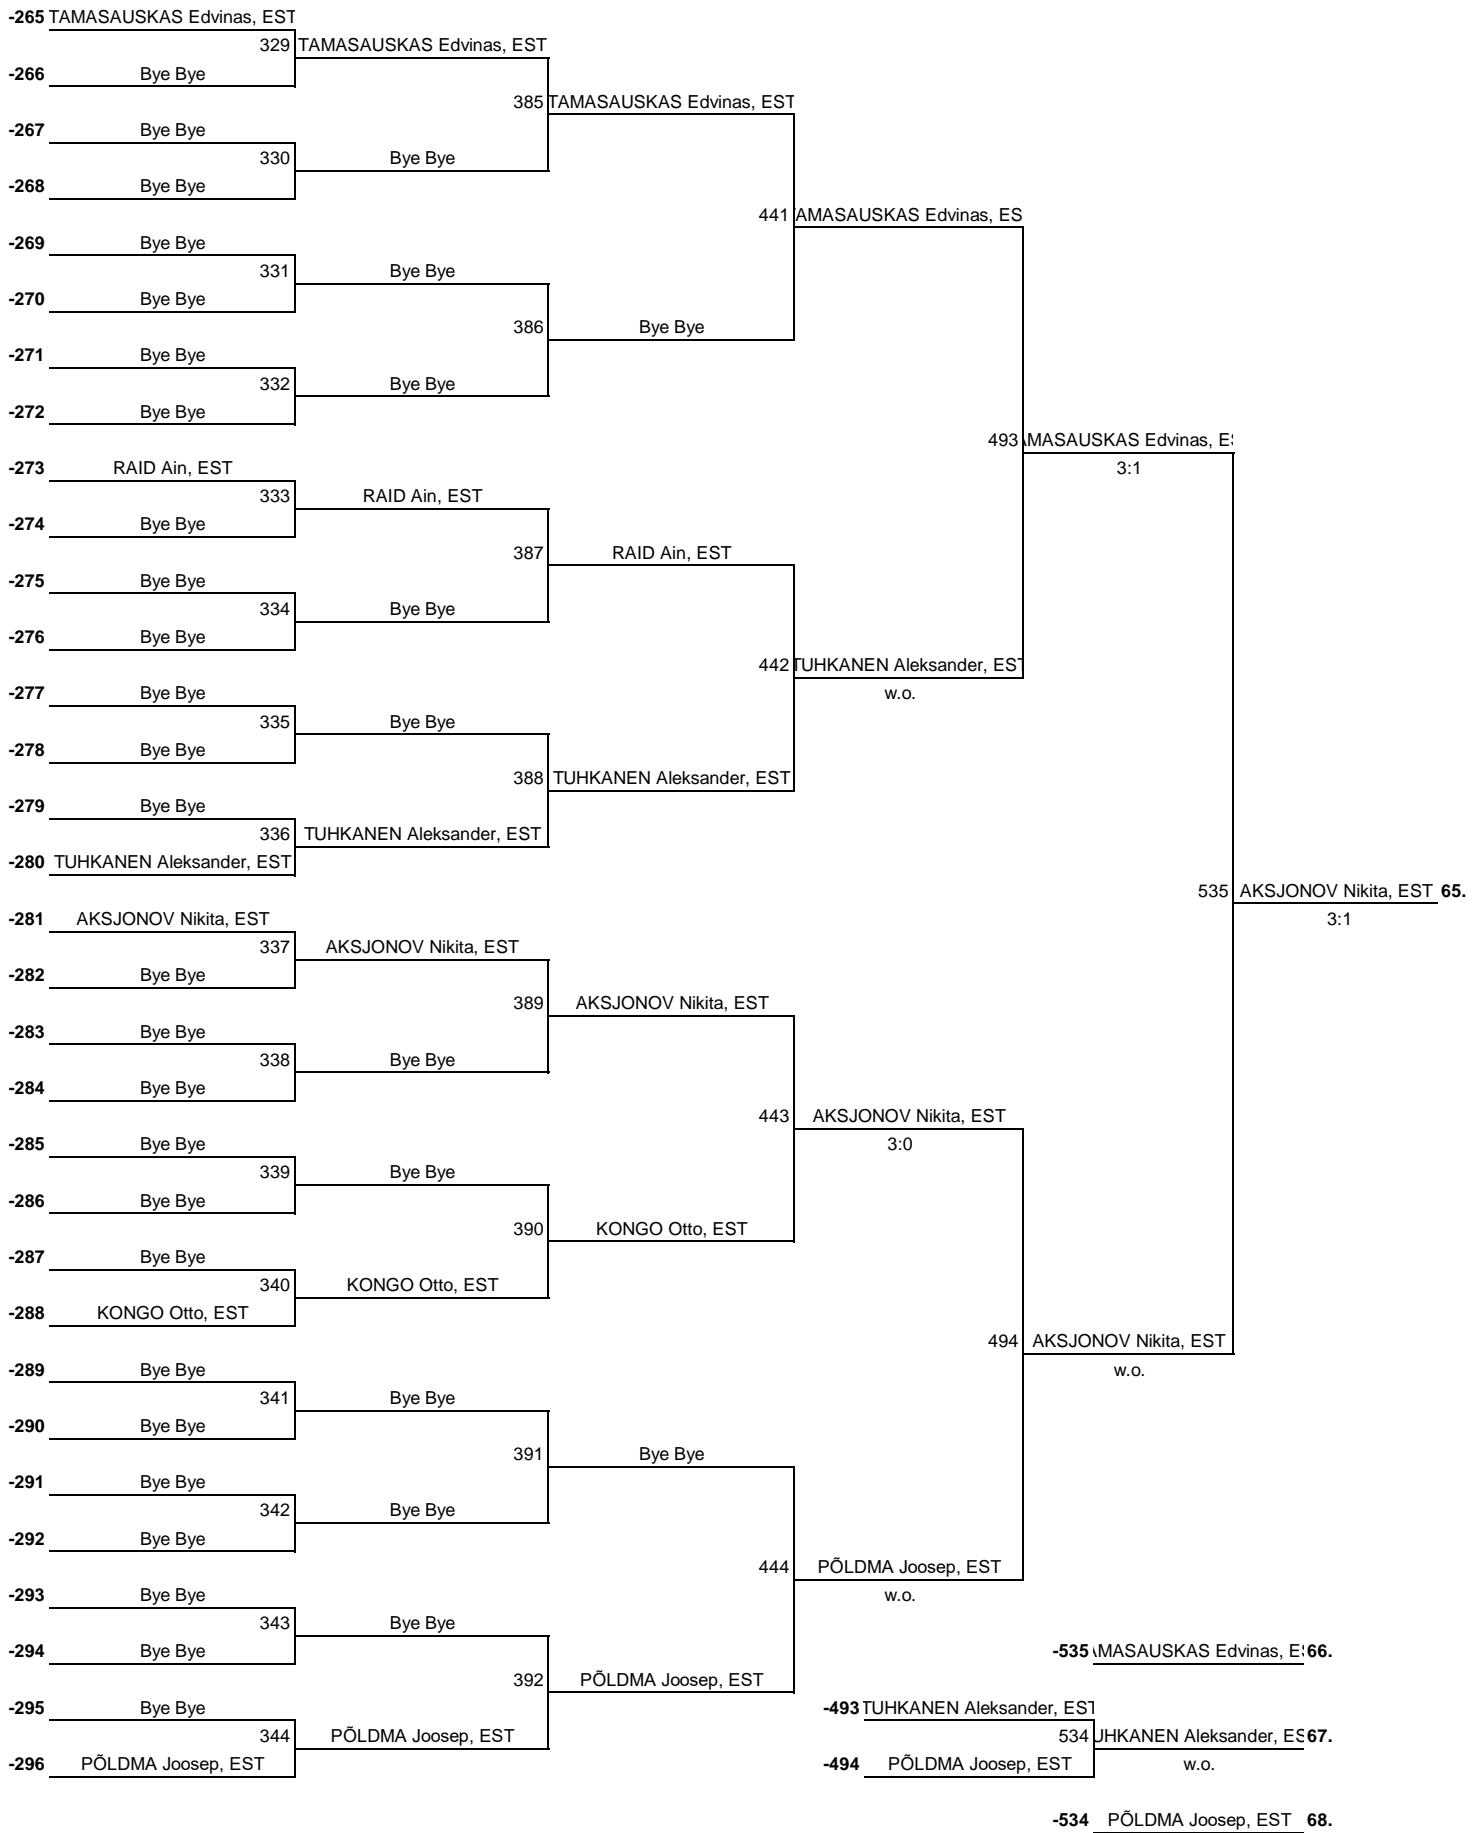 -265 TAMASAUSKAS Edvinas, EST
329 TAMASAUSKAS Edvinas, EST
-266 Bye Bye
385 TAMASAUSKAS Edvinas, EST
-267 Bye Bye
330 Bye Bye
-268 Bye Bye
441 AMASAUSKAS Edvinas, ES
-269 Bye Bye
331 Bye Bye
-270 Bye Bye
386 Bye Bye
-271 Bye Bye
332 Bye Bye
-272 Bye Bye
493 MASAUSKAS Edvinas, E
-273 RAID Ain, EST
3:1
333 RAID Ain, EST
-274 Bye Bye
387 RAID Ain, EST
-275 Bye Bye
334 Bye Bye
-276 Bye Bye
442 TUHKANEN Aleksander, EST
-277 Bye Bye
w.o.
335 Bye Bye
-278 Bye Bye
388 TUHKANEN Aleksander, EST
-279 Bye Bye
336 TUHKANEN Aleksander, EST
-280 TUHKANEN Aleksander, EST
535 AKSJONOV Nikita, EST 65.
-281 AKSJONOV Nikita, EST
3:1
337 AKSJONOV Nikita, EST
-282 Bye Bye
389 AKSJONOV Nikita, EST
-283 Bye Bye
338 Bye Bye
-284 Bye Bye
443 AKSJONOV Nikita, EST
-285 Bye Bye
3:0
339 Bye Bye
-286 Bye Bye
390 KONGO Otto, EST
-287 Bye Bye
340 KONGO Otto, EST
-288 KONGO Otto, EST
494 AKSJONOV Nikita, EST
-289 Bye Bye
w.o.
341 Bye Bye
-290 Bye Bye
391 Bye Bye
-291 Bye Bye
342 Bye Bye
-292 Bye Bye
444 PÕLDMA Joosep, EST
-293 Bye Bye
w.o.
343 Bye Bye
-294 Bye Bye
-535 MASAUSKAS Edvinas, E 66.
392 PÕLDMA Joosep, EST
-295 Bye Bye
-493 TUHKANEN Aleksander, EST
344 PÕLDMA Joosep, EST
534 UHKANEN Aleksander, ES 67.
-296 PÕLDMA Joosep, EST
-494 PÕLDMA Joosep, EST
w.o.
-534 PÕLDMA Joosep, EST 68.